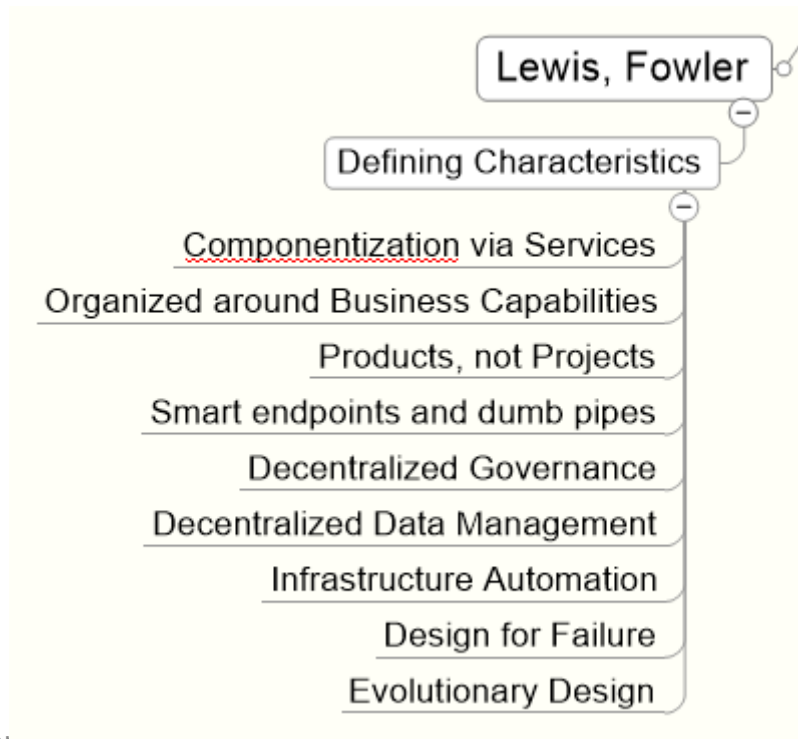 Lewis, Fowler
Defining Characteristics
Componentization via Services
Organized around Business Capabilities
Products, not Projects
Smart endpoints and dumb pipes
Decentralized Governance
Decentralized Data Management
Infrastructure Automation
Design for Failure
Evolutionary Design